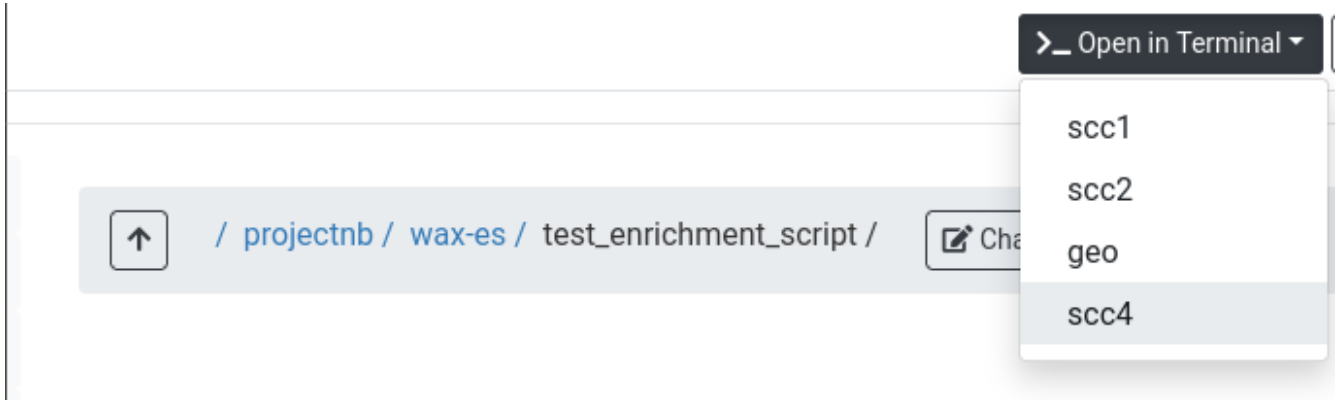 >_ Open in Terminal
scc1
scc2
geo
scc4
/ projectnb / wax-es / test_enrichment_script /